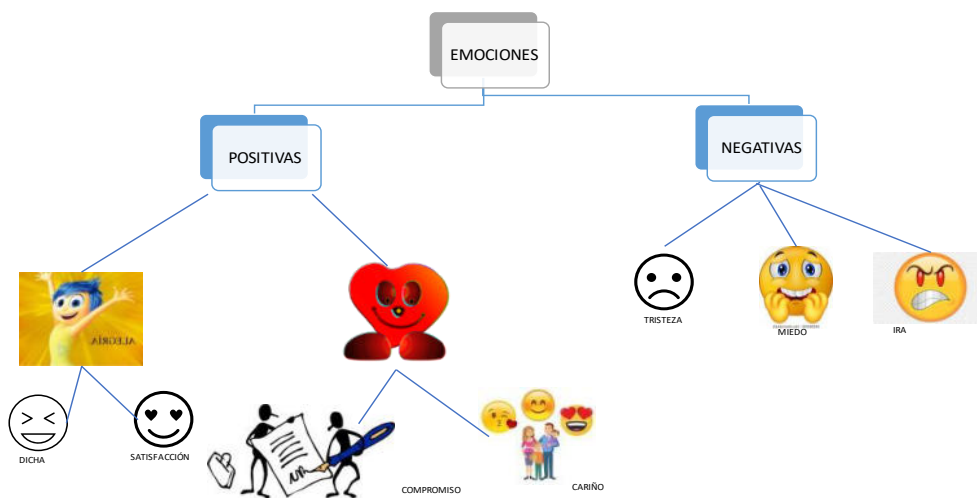 EMOCIONES
POSITIVAS
NEGATIVAS
ALEGRÍA
TRISTEZA
MIEDO
IRA
DICHA
SATISFACCIÓN
COMPROMISO
CARIÑO